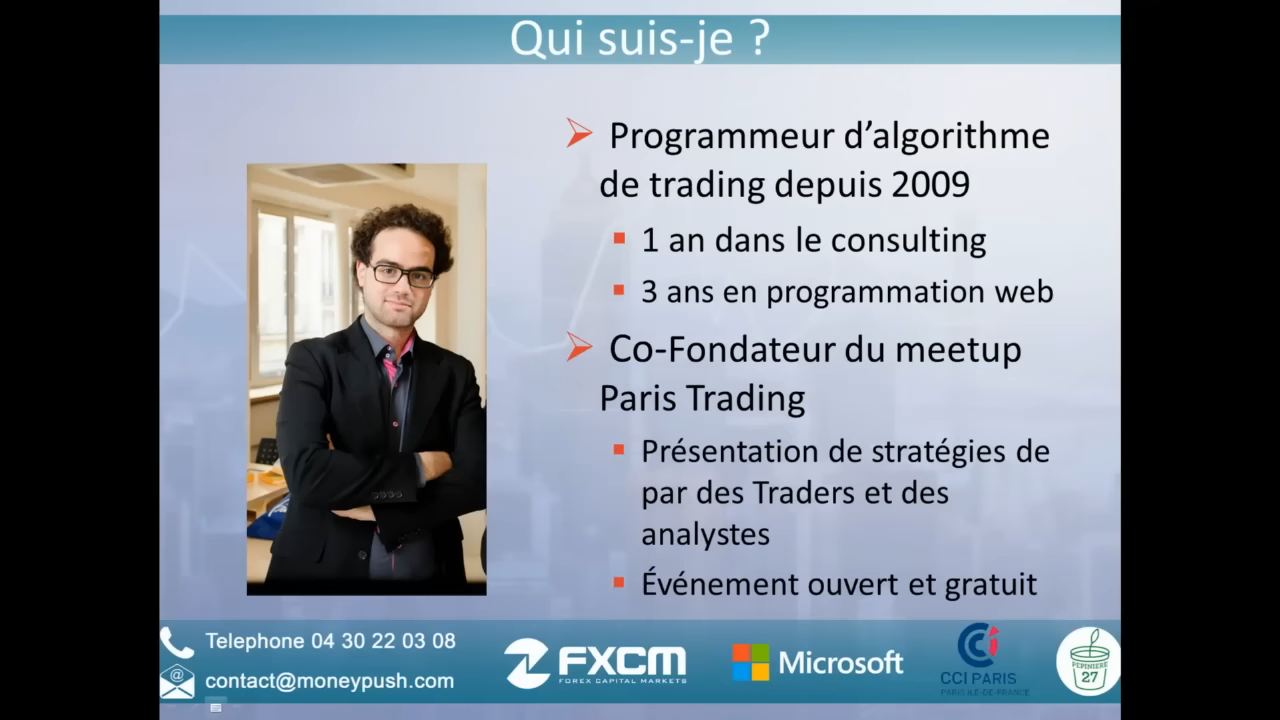 Qui suis-je ?
Programmeur d’algorithme
de trading depuis 2009
1 an dans le consulting
3 ans en programmation web
Co-Fondateur du meetup
Paris Trading
Présentation de stratégies de
par des Traders et des
analystes
Événement ouvert et gratuit
Telephone 04 30 22 03 08
contact@moneypush.com
FXCM
FOREX CAPITAL MARKETS
Microsoft
CCI PARIS
PARIS ILE-DE-FRANCE
PEPINIERE
27